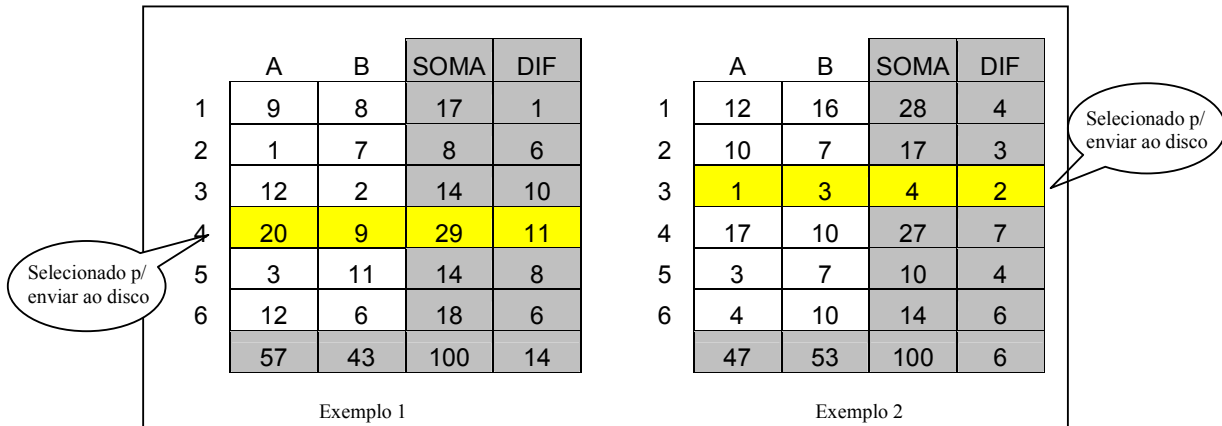 A B SOMA DIF
1 9 8 17 1
2 1 7 8 6
3 12 2 14 10
4 20 9 29 11
5 3 11 14 8
6 12 6 18 6
57 43 100 14
Exemplo 1
Selecionado p/
enviar ao disco
A B SOMA DIF
1 12 16 28 4
2 10 7 17 3
3 1 3 4 2
4 17 10 27 7
5 3 7 10 4
6 4 10 14 6
47 53 100 6
Exemplo 2
Selecionado p/
enviar ao disco